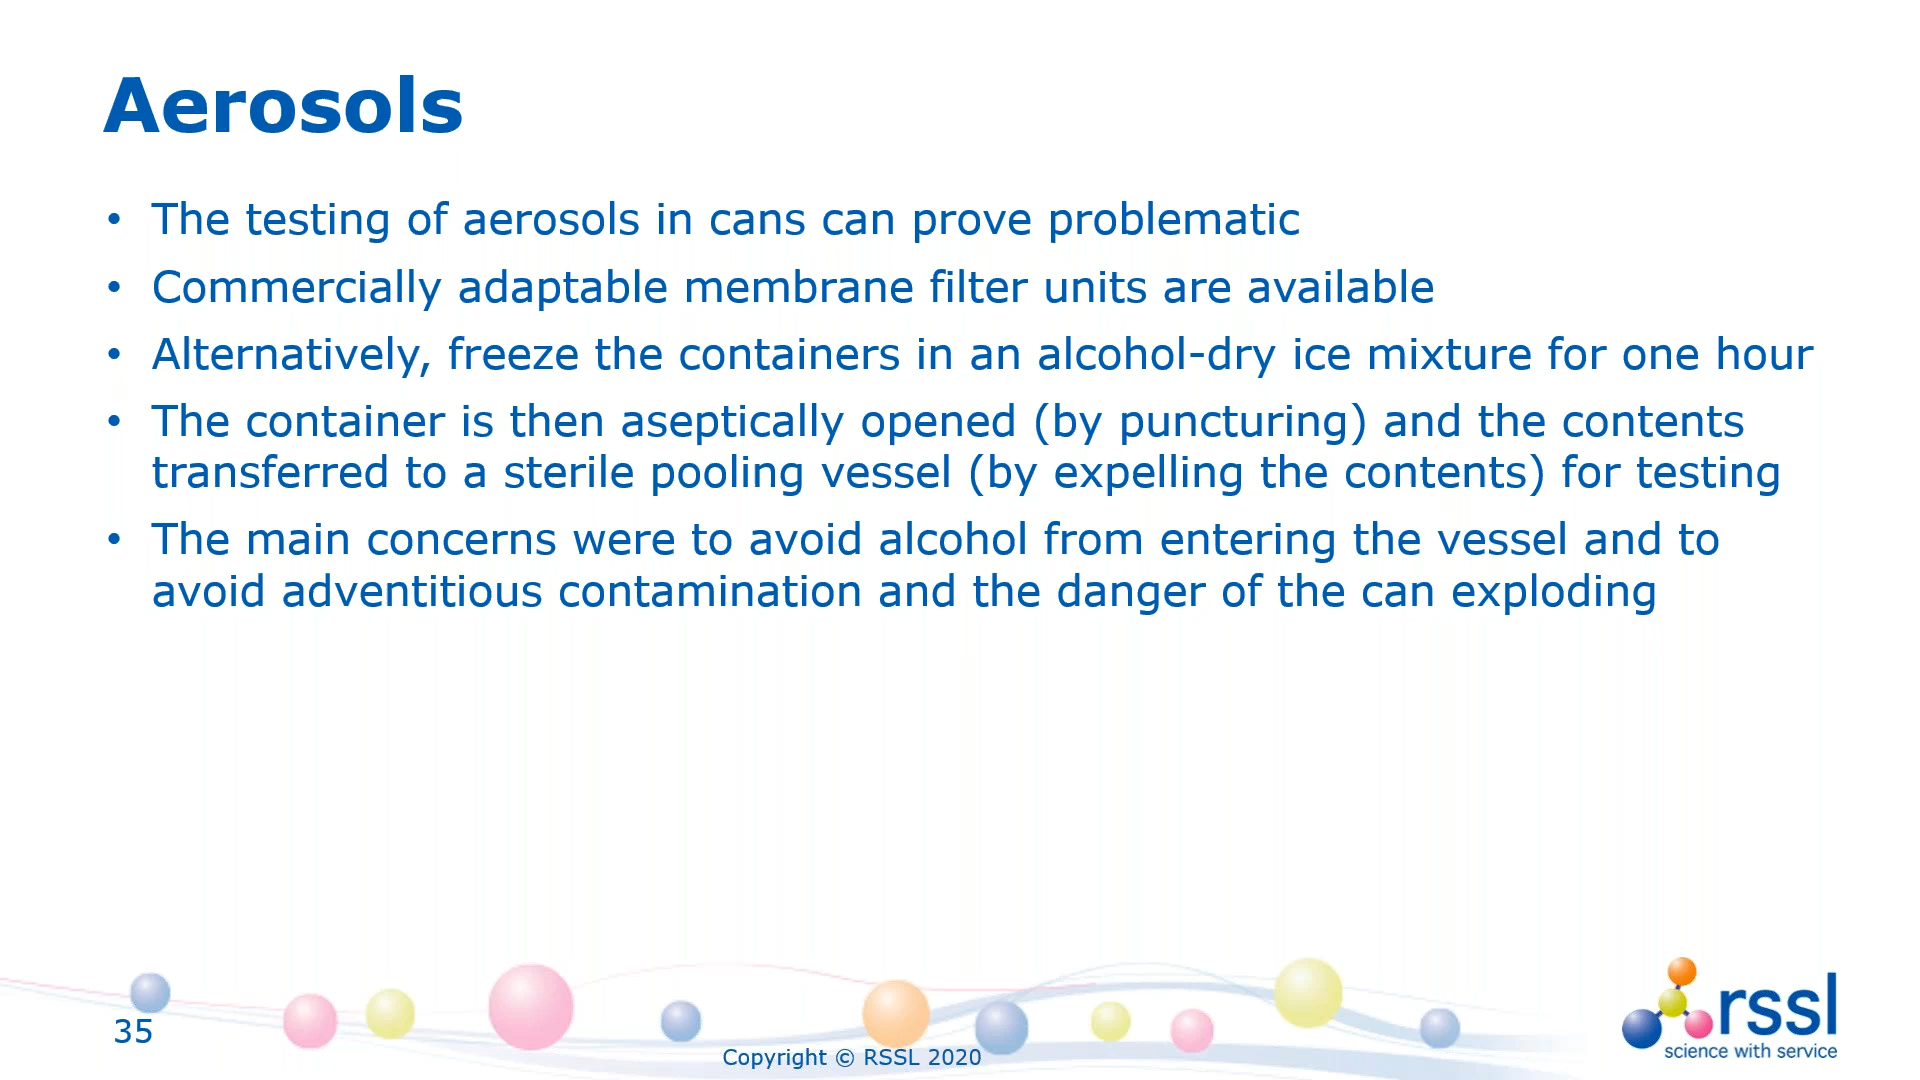 Aerosols
• The testing of aerosols in cans can prove problematic
• Commercially adaptable membrane filter units are available
• Alternatively, freeze the containers in an alcohol-dry ice mixture for one hour
• The container is then aseptically opened (by puncturing) and the contents
transferred to a sterile pooling vessel (by expelling the contents) for testing
• The main concerns were to avoid alcohol from entering the vessel and to
avoid adventitious contamination and the danger of the can exploding
35
Copyright © RSSL 2020
rssl
science with service